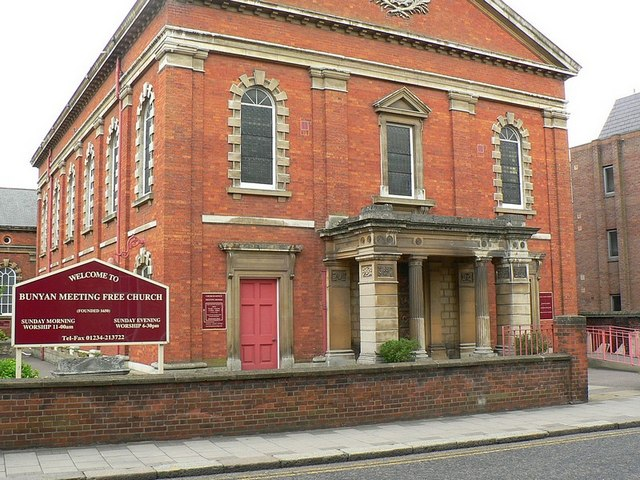 WELCOME TO
BUNYAN MEETING FREE CHURCH
(FOUNDED 1650)
SUNDAY MORNING
WORSHIP 11-00am
SUNDAY EVENING
WORSHIP 6-30pm
Tel-Fax 01234-213722